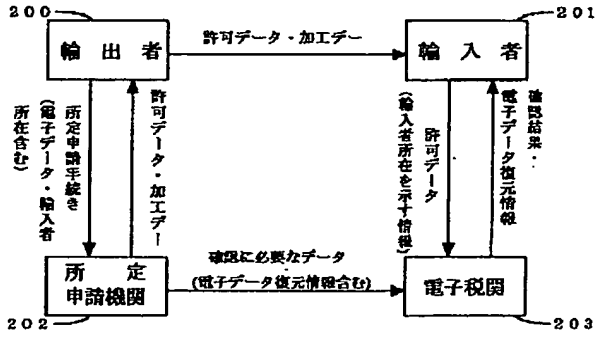 200
輸出者
許可データ・加工デー
201
輸入者
所定申請手続き
(電子データ・輸入者
所在含む)
許可データ・加工デー
許可データ
(輸入者所在を示す情報)
確認結果・
電子データ復元情報
所定
申請機関
202
確認に必要なデータ
(電子データ復元情報含む)
電子税関
203